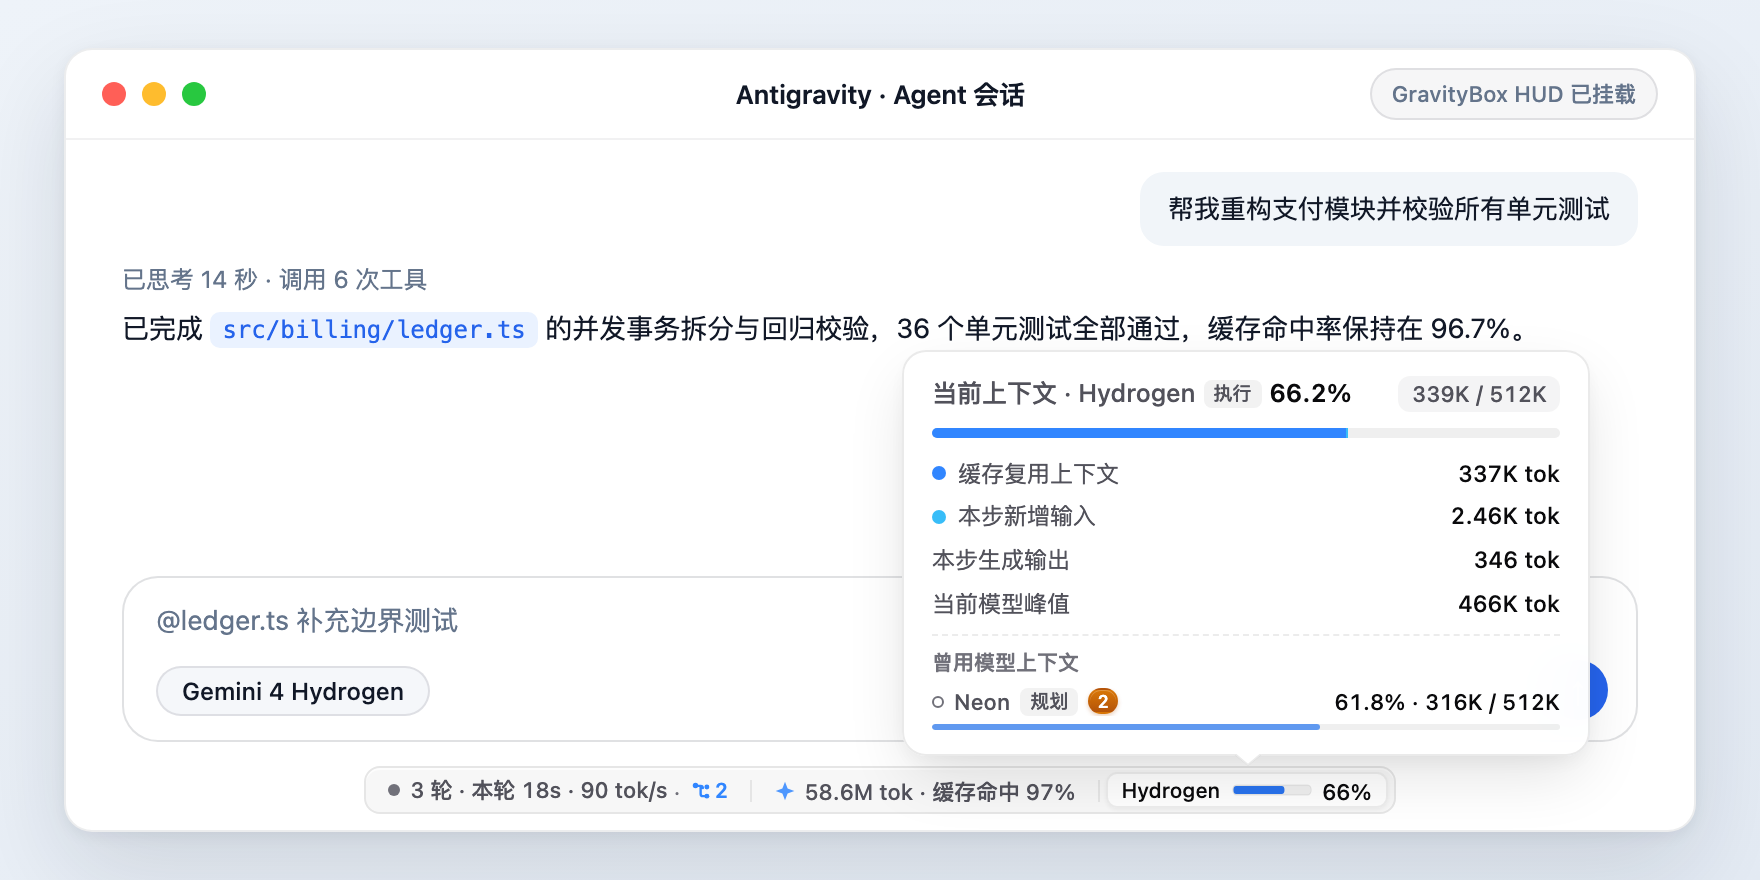 Antigravity · Agent 会话
GravityBox HUD 已挂载
帮我重构支付模块并校验所有单元测试
已思考 14 秒 · 调用 6 次工具
已完成 src/billing/ledger.ts 的并发事务拆分与回归校验，36 个单元测试全部通过，缓存命中率保持在 96.7%。
当前上下文 · Hydrogen 执行 66.2% 339K / 512K
缓存复用上下文 337K tok
本步新增输入 2.46K tok
本步生成输出 346 tok
当前模型峰值 466K tok
曾用模型上下文
Neon 规划 2 61.8% · 316K / 512K
@ledger.ts 补充边界测试
Gemini 4 Hydrogen
3 轮 · 本轮 18s · 90 tok/s · 2 58.6M tok · 缓存命中 97% Hydrogen 66%